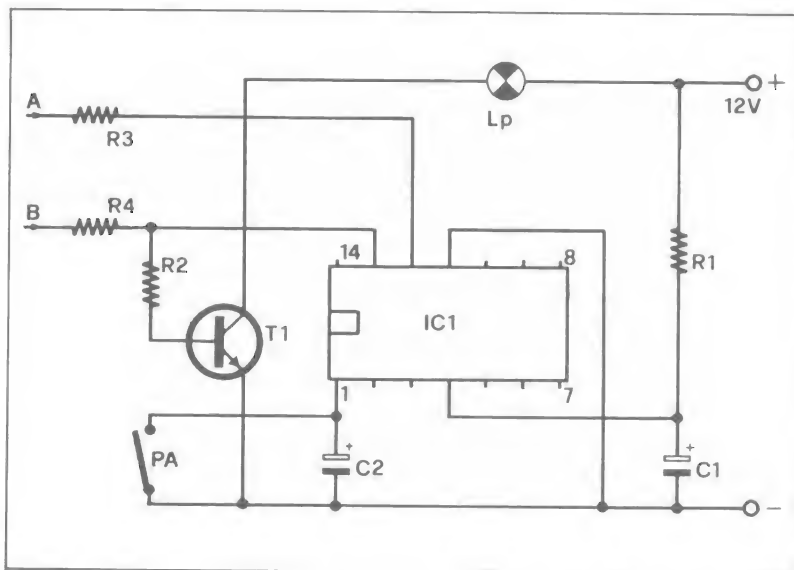 A
R3
Lp
+
12V
B
R4
R2
14
8
R1
IC1
T1
1
7
PA
+
C2
+
C1
-